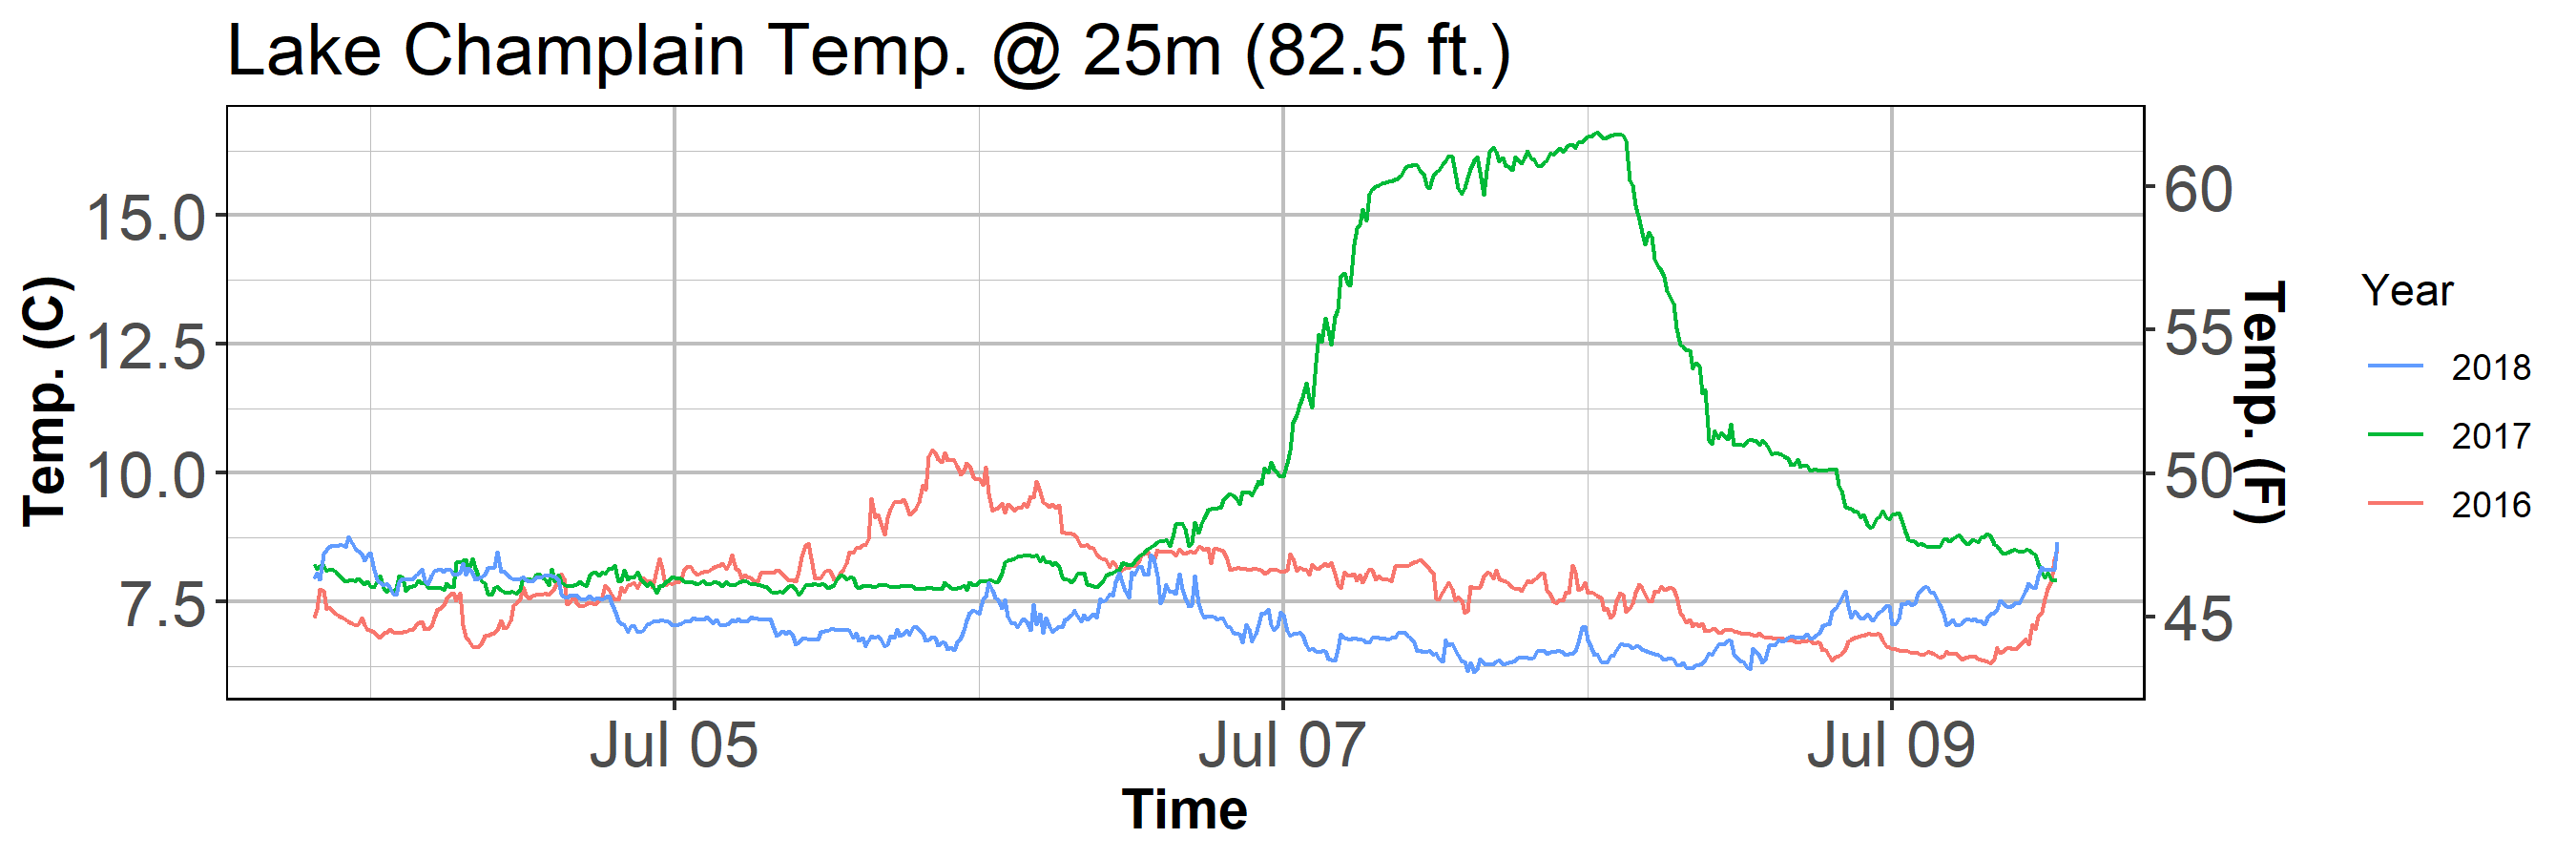 Lake Champlain Temp. @ 25m (82.5 ft.)
Temp. (C)
15.0
12.5
10.0
7.5
60
55
50
45
Temp. (F)
Jul 05
Jul 07
Jul 09
Time
Year
2018
2017
2016